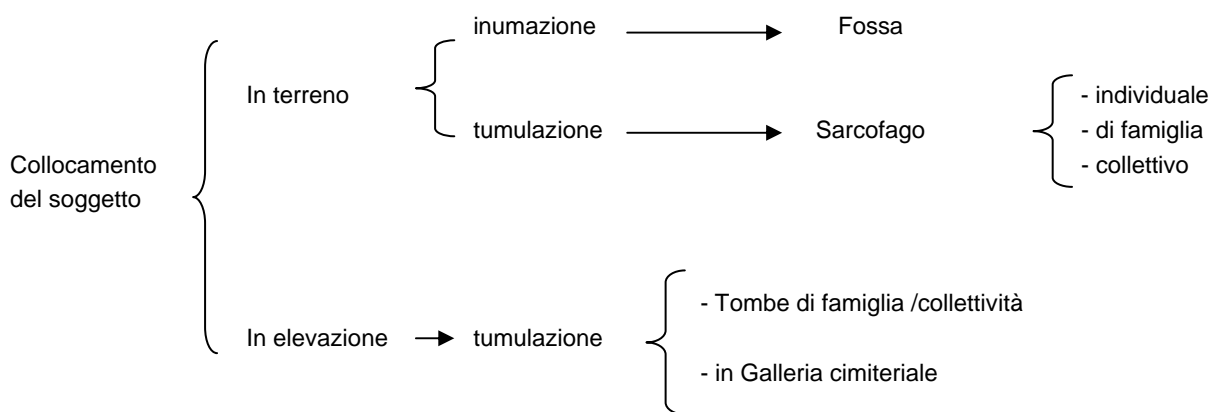 inumazione
Fossa
In terreno
tumulazione
Sarcofago
- individuale
- di famiglia
- collettivo
Collocamento
del soggetto
In elevazione
tumulazione
- Tombe di famiglia /collettività
- in Galleria cimiteriale